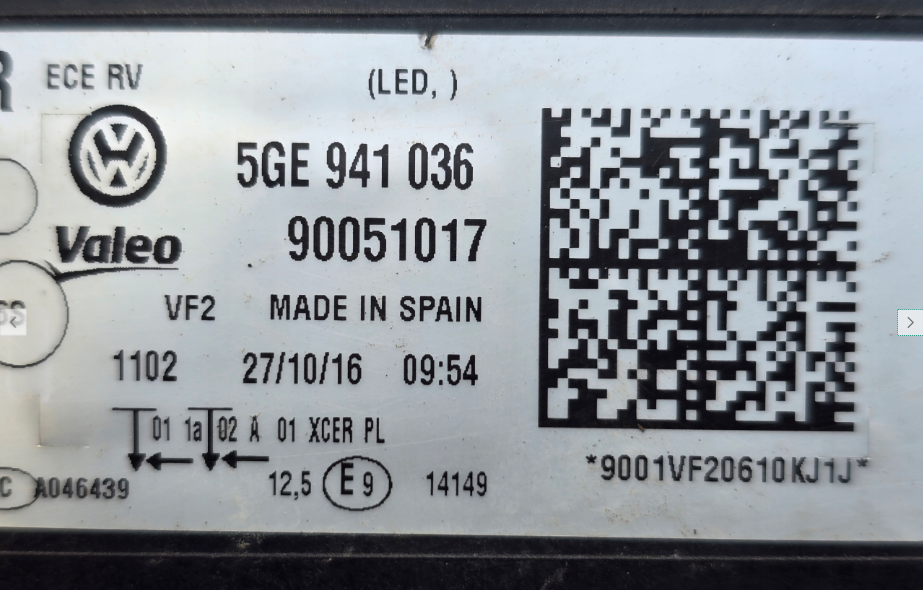 R ECE RV (LED, )
5GE 941 036
Valeo 90051017
VF2 MADE IN SPAIN
1102 27/10/16 09:54
01 1a 02 A 01 XCER PL
C A046439 12,5 E9 14149
*9001VF20610KJ1J*